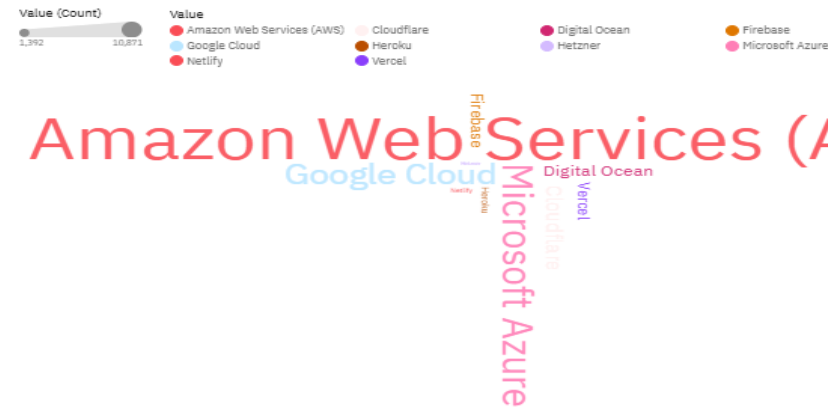 Value (Count)
1,392
10,871
Value
Amazon Web Services (AWS)
Cloudflare
Digital Ocean
Firebase
Google Cloud
Heroku
Hetzner
Microsoft Azure
Netlify
Vercel
Firebase
Amazon Web Services (A
Google Cloud
Digital Ocean
Netlify
Heroku
Microsoft Azure
Cloudflare
Vercel